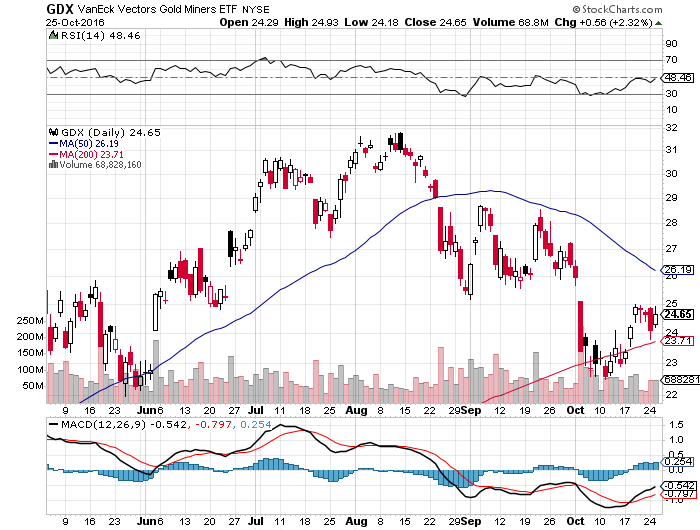 GDX VanEck Vectors Gold Miners ETF NYSE © StockCharts.com
25-Oct-2016 Open 24.29 High 24.93 Low 24.18 Close 24.65 Volume 68.8M Chg +0.56 (+2.32%)
RSI(14) 48.46
90
70
50
48.46
30
10
GDX (Daily) 24.65
MA(50) 26.19
MA(200) 23.71
Volume 68,828,160
32
31
30
29
28
27
26.19
26
25
24.65
24
23.71
23
688281
22
250M
200M
150M
100M
50M
9 16 23 Jun 6 13 20 27 Jul 11 18 25 Aug 8 15 22 29 Sep 12 19 26 Oct 10 17 24
MACD(12,26,9) -0.542, -0.797, 0.254
1.5
1.0
0.5
0.254
0.0
-0.542
-0.797
-1.0
9 16 23 Jun 6 13 20 27 Jul 11 18 25 Aug 8 15 22 29 Sep 12 19 26 Oct 10 17 24